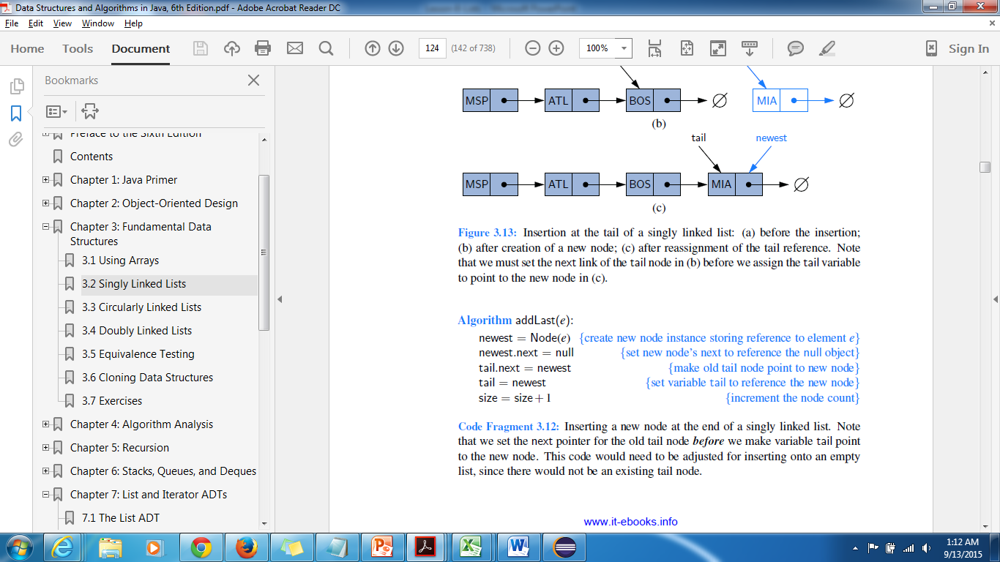 Data Structures and Algorithms in Java, 6th Edition.pdf - Adobe Acrobat Reader DC
File Edit View Window Help
Home Tools Document 124 (142 of 738) 100% Sign In
Bookmarks
Preface to the Sixth Edition
Contents
Chapter 1: Java Primer
Chapter 2: Object-Oriented Design
Chapter 3: Fundamental Data
Structures
3.1 Using Arrays
3.2 Singly Linked Lists
3.3 Circularly Linked Lists
3.4 Doubly Linked Lists
3.5 Equivalence Testing
3.6 Cloning Data Structures
3.7 Exercises
Chapter 4: Algorithm Analysis
Chapter 5: Recursion
Chapter 6: Stacks, Queues, and Deques
Chapter 7: List and Iterator ADTs
7.1 The List ADT
MSP ATL BOS ∅ MIA ∅
(b)
tail newest
MSP ATL BOS MIA ∅
(c)
Figure 3.13: Insertion at the tail of a singly linked list: (a) before the insertion;
(b) after creation of a new node; (c) after reassignment of the tail reference. Note
that we must set the next link of the tail node in (b) before we assign the tail variable
to point to the new node in (c).
Algorithm addLast(e):
newest = Node(e) {create new node instance storing reference to element e}
newest.next = null {set new node's next to reference the null object}
tail.next = newest {make old tail node point to new node}
tail = newest {set variable tail to reference the new node}
size = size + 1 {increment the node count}
Code Fragment 3.12: Inserting a new node at the end of a singly linked list. Note
that we set the next pointer for the old tail node before we make variable tail point
to the new node. This code would need to be adjusted for inserting onto an empty
list, since there would not be an existing tail node.
www.it-ebooks.info
1:12 AM
9/13/2015